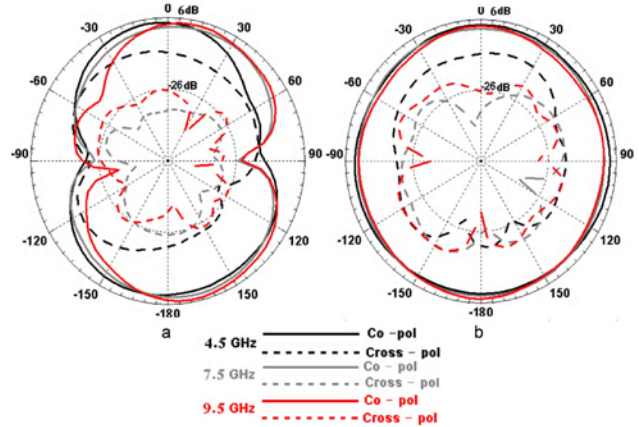 0 6dB
-30 30
-60 60
-26dB
-90 90
-120 120
-150 150
-180
a
0 6dB
-30 30
-60 60
-26dB
-90 90
-120 120
-150 150
-180
b
4.5 GHz Co -pol
Cross - pol
7.5 GHz Co - pol
Cross - pol
9.5 GHz Co - pol
Cross - pol